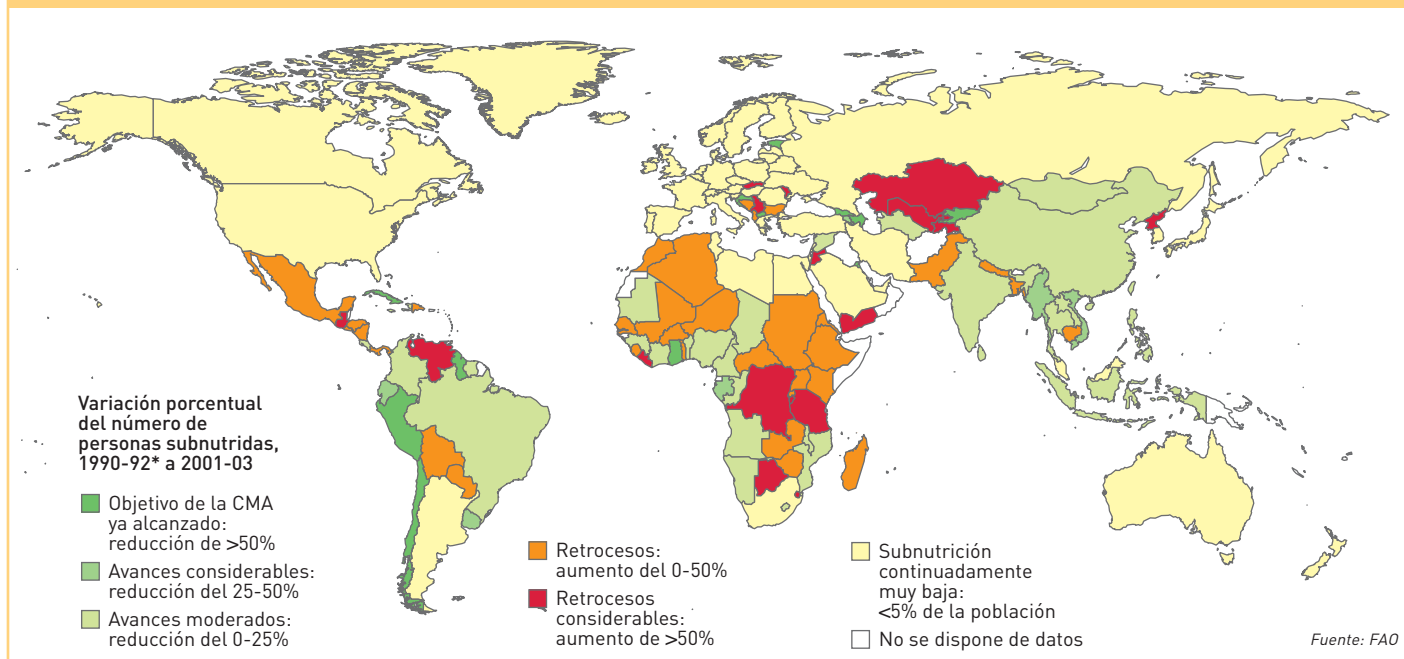 Variación porcentual
del número de
personas subnutridas,
1990-92* a 2001-03
Objetivo de la CMA
ya alcanzado:
reducción de >50%
Avances considerables:
reducción del 25-50%
Avances moderados:
reducción del 0-25%
Retrocesos:
aumento del 0-50%
Retrocesos
considerables:
aumento de >50%
Subnutrición
continuadamente
muy baja:
<5% de la población
No se dispone de datos
Fuente: FAO